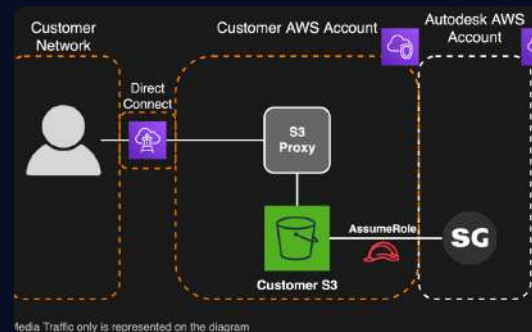 Customer
Network
Customer AWS Account
Autodesk AWS
Account
Direct
Connect
S3
Proxy
AssumeRole
SG
Customer S3
Media Traffic only is represented on the diagram